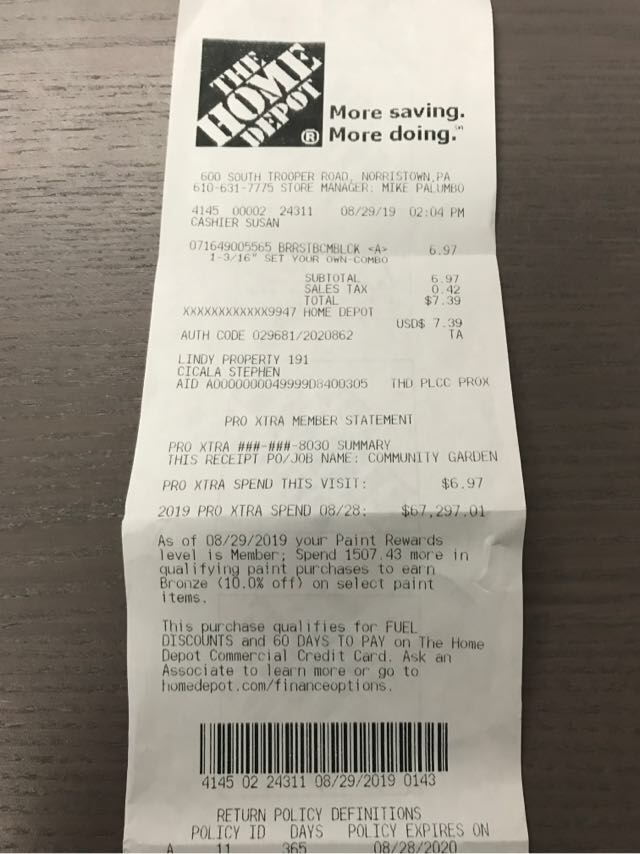 THE
HOME
DEPOT
®
More saving.
More doing.℠
600 SOUTH TROOPER ROAD, NORRISTOWN,PA
610-631-7775 STORE MANAGER: MIKE PALUMBO
4145 00002 24311 08/29/19 02:04 PM
CASHIER SUSAN
071649005565 BRRSTBCMBLCK <A> 6.97
1-3/16" SET YOUR OWN-COMBO
SUBTOTAL 6.97
SALES TAX 0.42
TOTAL $7.39
XXXXXXXXXXXX9947 HOME DEPOT
USD$ 7.39
AUTH CODE 029681/2020862 TA
LINDY PROPERTY 191
CICALA STEPHEN
AID A0000000049999D8400305 THD PLCC PROX
PRO XTRA MEMBER STATEMENT
PRO XTRA ###-###-8030 SUMMARY
THIS RECEIPT PO/JOB NAME: COMMUNITY GARDEN
PRO XTRA SPEND THIS VISIT: $6.97
2019 PRO XTRA SPEND 08/28: $67,297.01
As of 08/29/2019 your Paint Rewards
level is Member; Spend 1507.43 more in
qualifying paint purchases to earn
Bronze (10.0% off) on select paint
items.
This purchase qualifies for FUEL
DISCOUNTS and 60 DAYS TO PAY on The Home
Depot Commercial Credit Card. Ask an
Associate to learn more or go to
homedepot.com/financeoptions.
4145 02 24311 08/29/2019 0143
RETURN POLICY DEFINITIONS
POLICY ID DAYS POLICY EXPIRES ON
A 11 365 08/28/2020